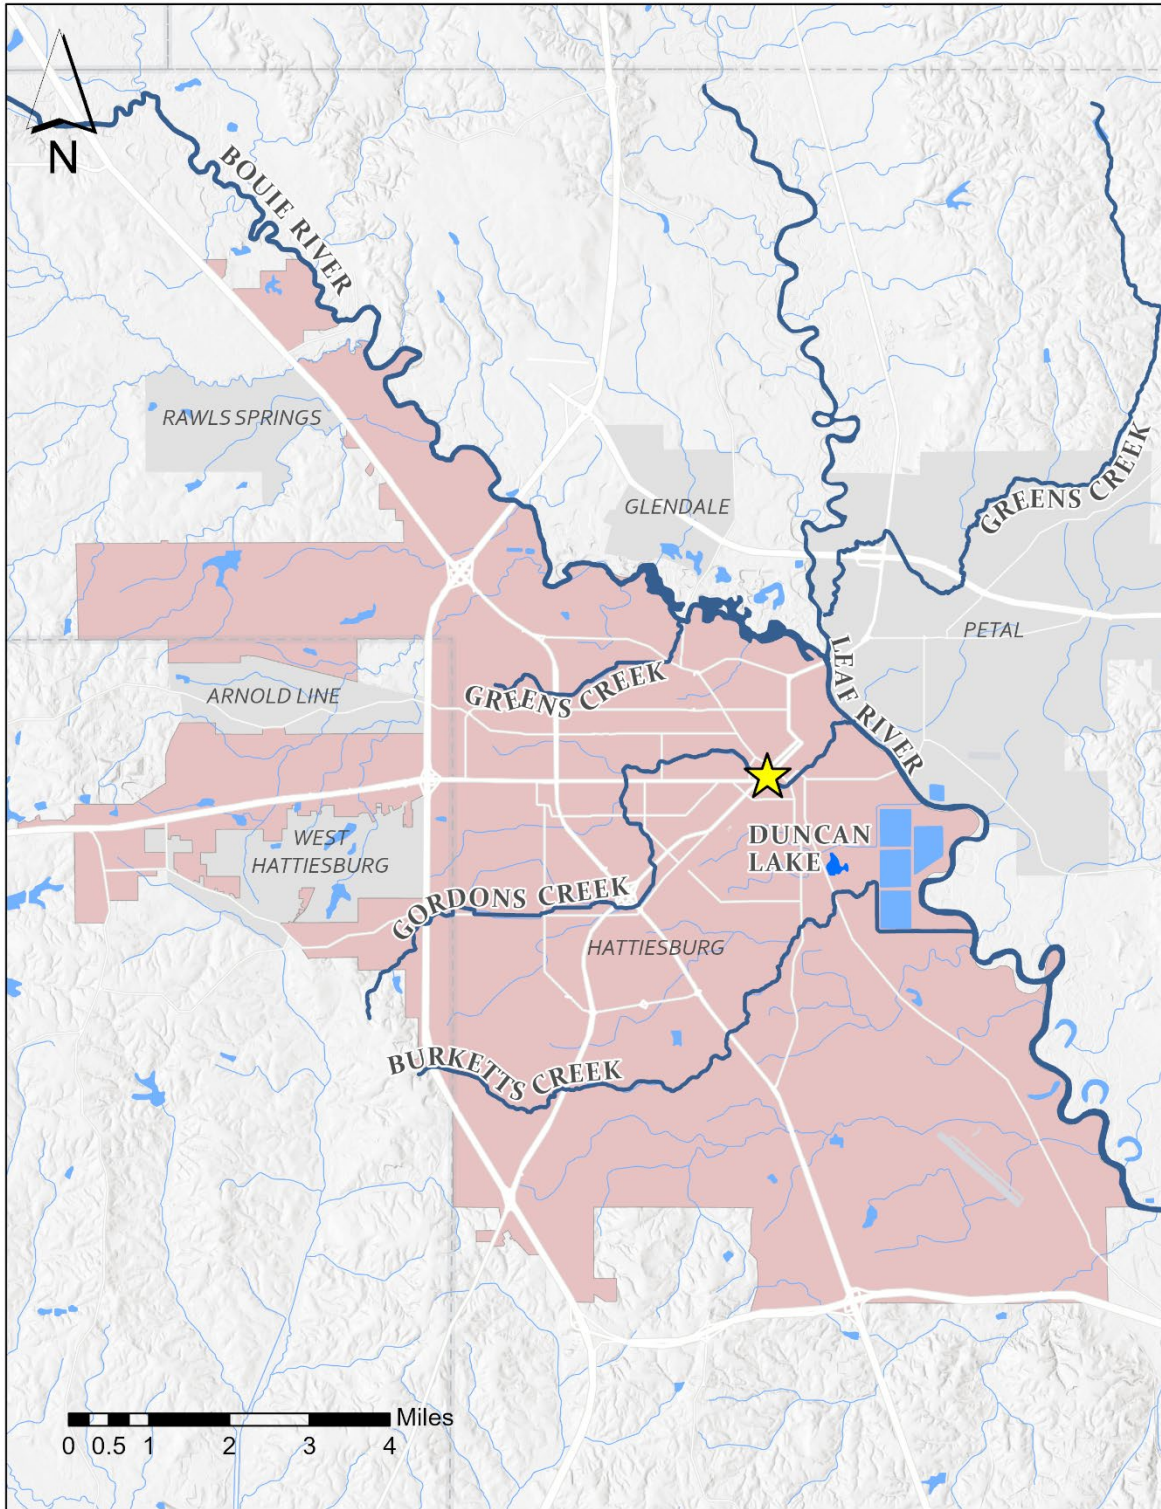 N
BOUIE RIVER
RAWLS SPRINGS
GREENS CREEK
GLENDALE
PETAL
LEAF RIVER
ARNOLD LINE
GREENS CREEK
WEST
HATTIESBURG
DUNCAN
LAKE
GORDONS CREEK
HATTIESBURG
BURKETTS CREEK
Miles
0 0.5 1 2 3 4